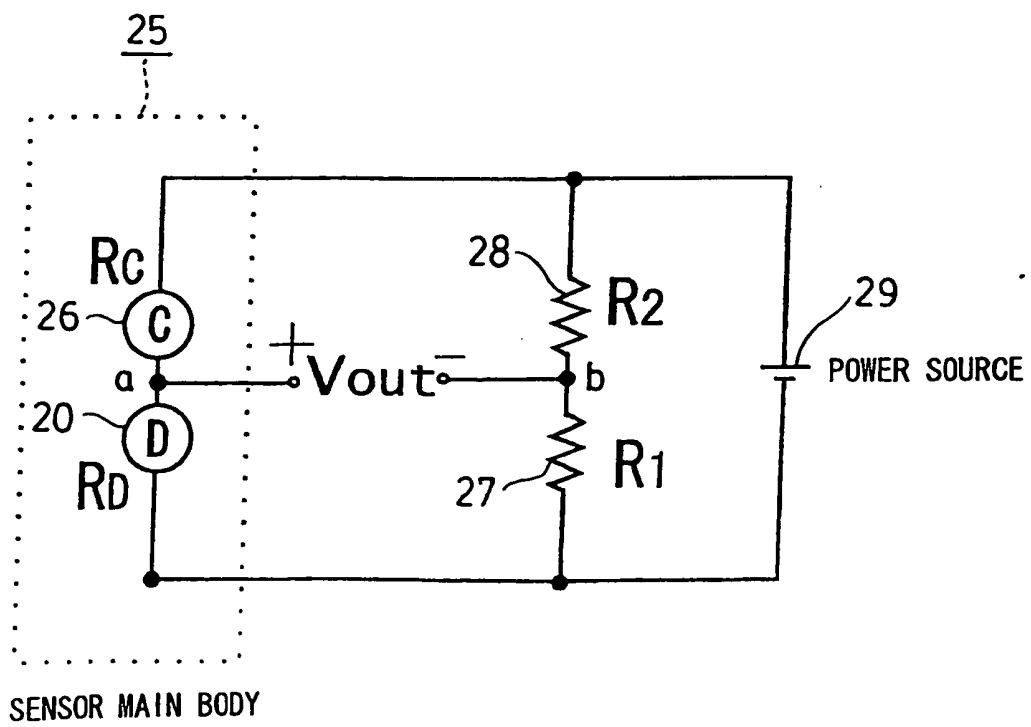 25
RC
26
C
a
+
Vout
−
b
28
R2
29
POWER SOURCE
20
D
RD
27
R1
SENSOR MAIN BODY